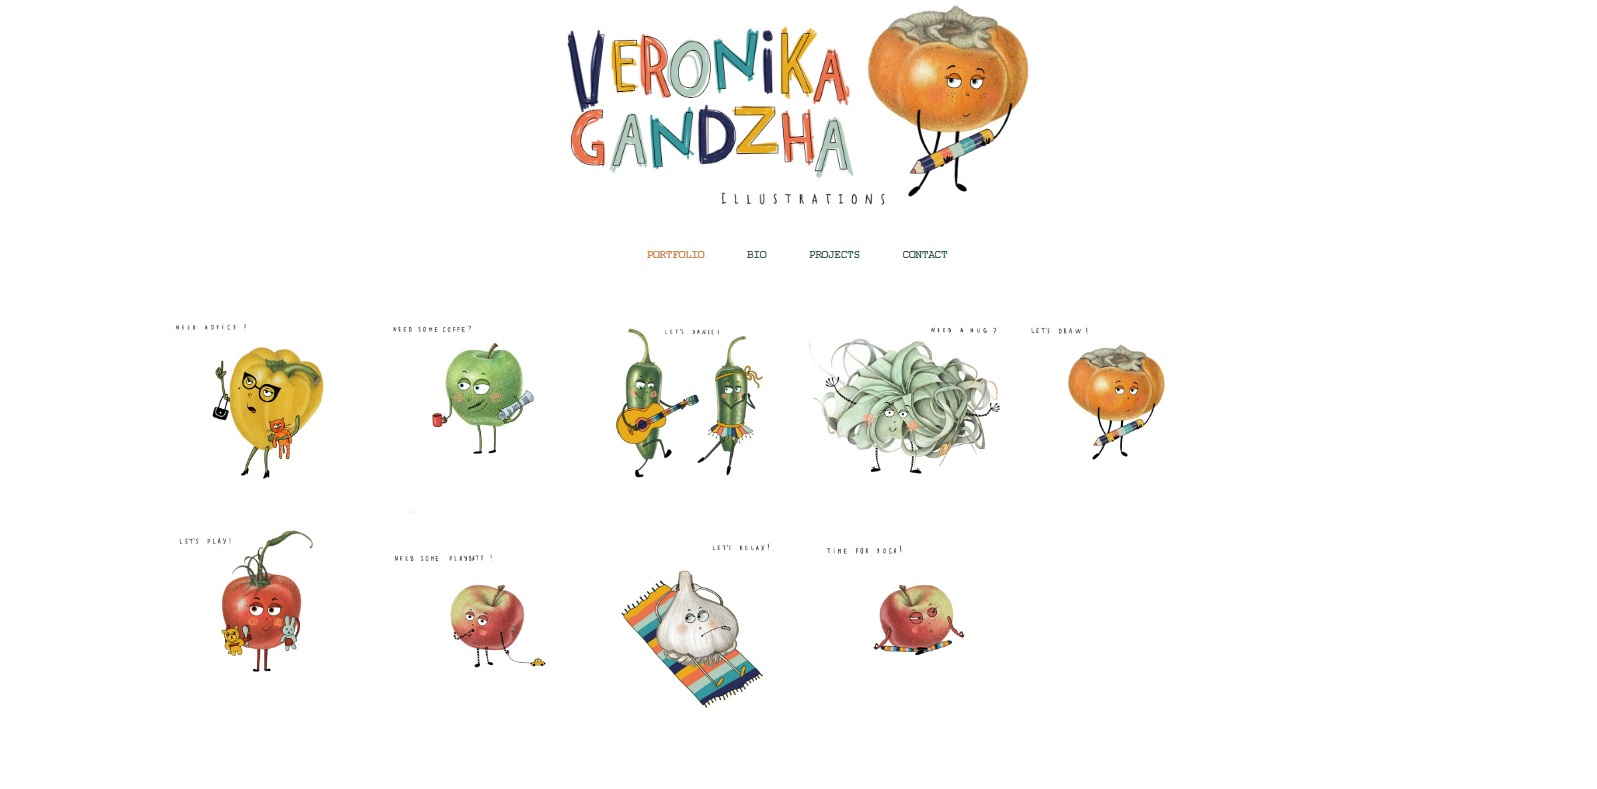 VERONiKA
GANDZHA
ILLUSTRATIONS
PORTFOLIO BIO PROJECTS CONTACT
NEED ADVICE ?
NEED SOME COFFE ?
LET'S DANCE!
NEED A HUG ?
LET'S DRAW !
LET'S PLAY!
NEED SOME PLAYDATE ?
LET'S RELAX!
TIME FOR YOGA!